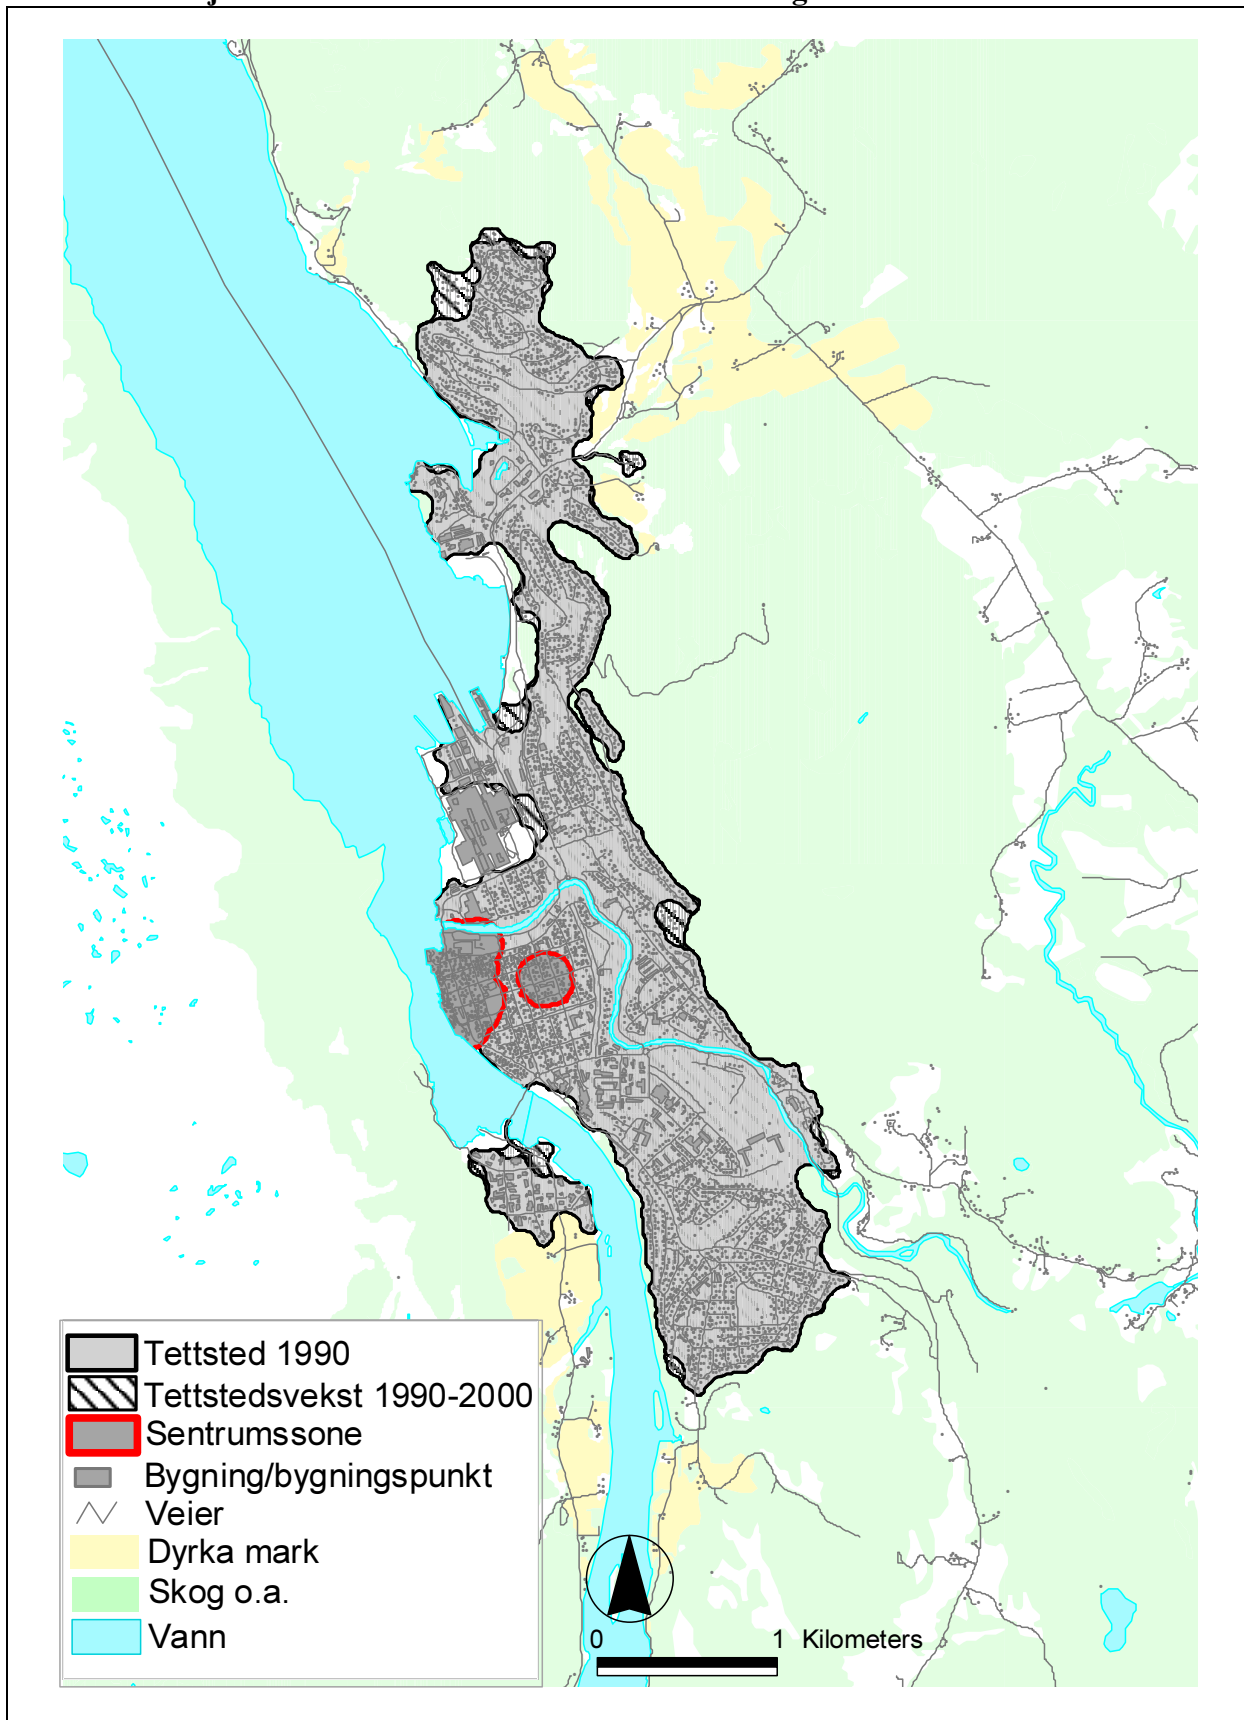 Tettsted 1990
Tettstedsvekst 1990-2000
Sentrumssone
Bygning/bygningspunkt
Veier
Dyrka mark
Skog o.a.
Vann
0 1 Kilometers